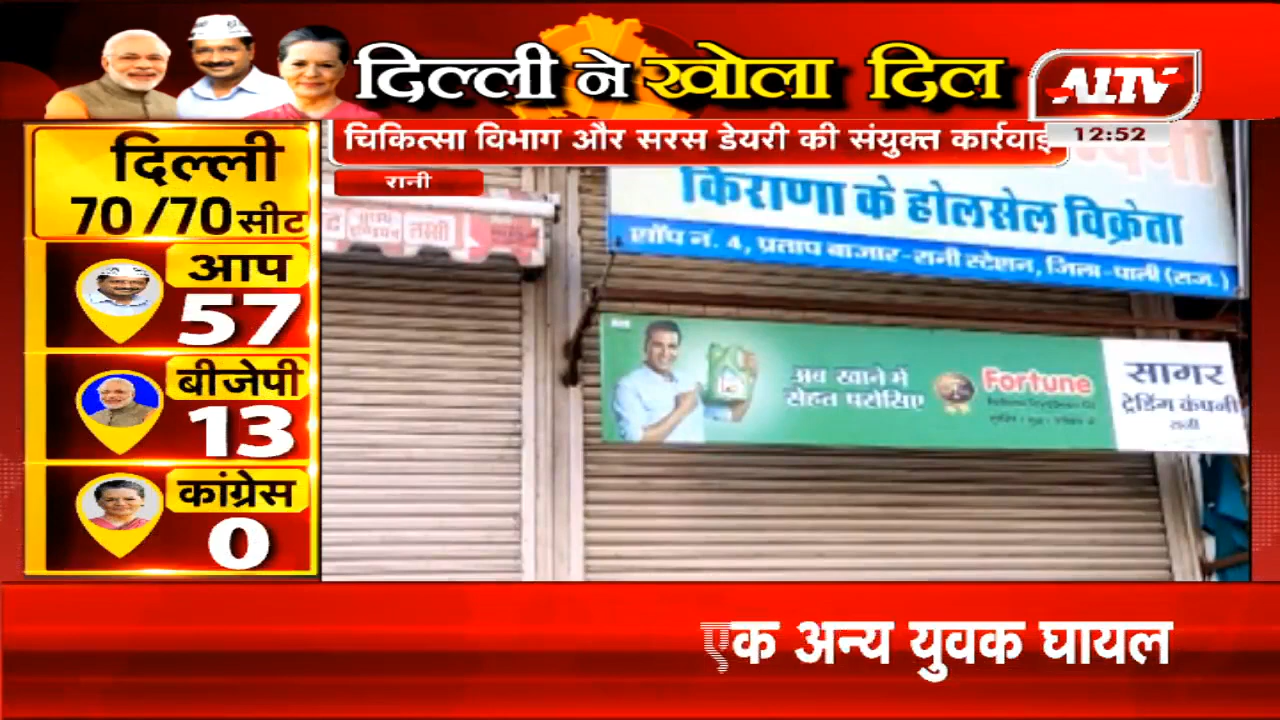 दिल्ली ने खोला दिल
ALTV
12:52
चिकित्सा विभाग और सरस डेयरी की संयुक्त कार्रवाई
रानी
दिल्ली
70/70 सीट
आप
57
बीजेपी
13
कांग्रेस
0
किराणा के होलसेल विक्रेता
शॉप न. 4, प्रताप बाजार-रानी स्टेशन, जिला-पाली (राज.)
लस्सी
अब खाने में
सेहत परोसिए
Fortune
सागर
ट्रेडिंग कंपनी
रानी
एक अन्य युवक घायल